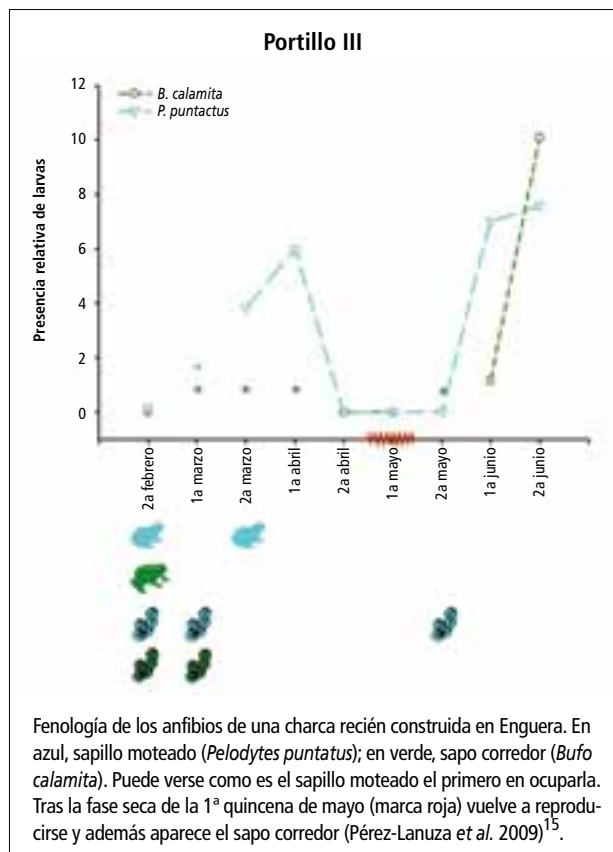 Portillo III
12
10
8
6
4
2
0
Presencia relativa de larvas
B. calamita
P. puntactus
2a febrero
1a marzo
2a marzo
1a abril
2a abril
1a mayo
2a mayo
1a junio
2a junio
Fenología de los anfibios de una charca recién construida en Enguera. En
azul, sapillo moteado (Pelodytes puntatus); en verde, sapo corredor (Bufo
calamita). Puede verse como es el sapillo moteado el primero en ocuparla.
Tras la fase seca de la 1ª quincena de mayo (marca roja) vuelve a reprodu-
cirse y además aparece el sapo corredor (Pérez-Lanuza et al. 2009)15.